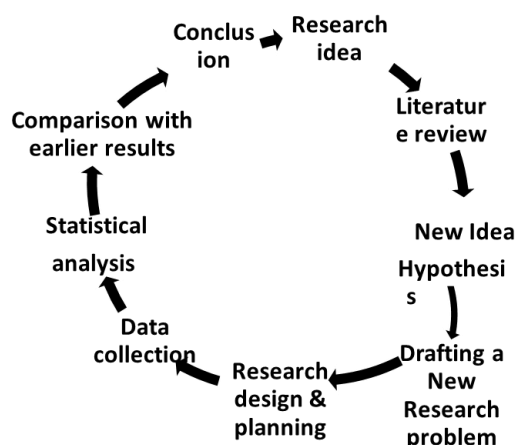 Research
idea
Literatur
e review
New Idea
Hypothesi
s
Drafting a
New
Research
problem
Research
design &
planning
Data
collection
Statistical
analysis
Comparison with
earlier results
Conclus
ion